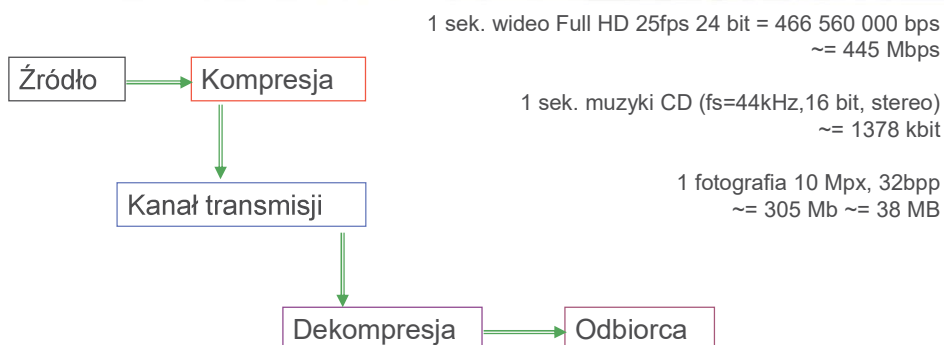 1 sek. wideo Full HD 25fps 24 bit = 466 560 000 bps
~= 445 Mbps
Źródło
Kompresja
1 sek. muzyki CD (fs=44kHz,16 bit, stereo)
~= 1378 kbit
1 fotografia 10 Mpx, 32bpp
~= 305 Mb ~= 38 MB
Kanał transmisji
Dekompresja
Odbiorca